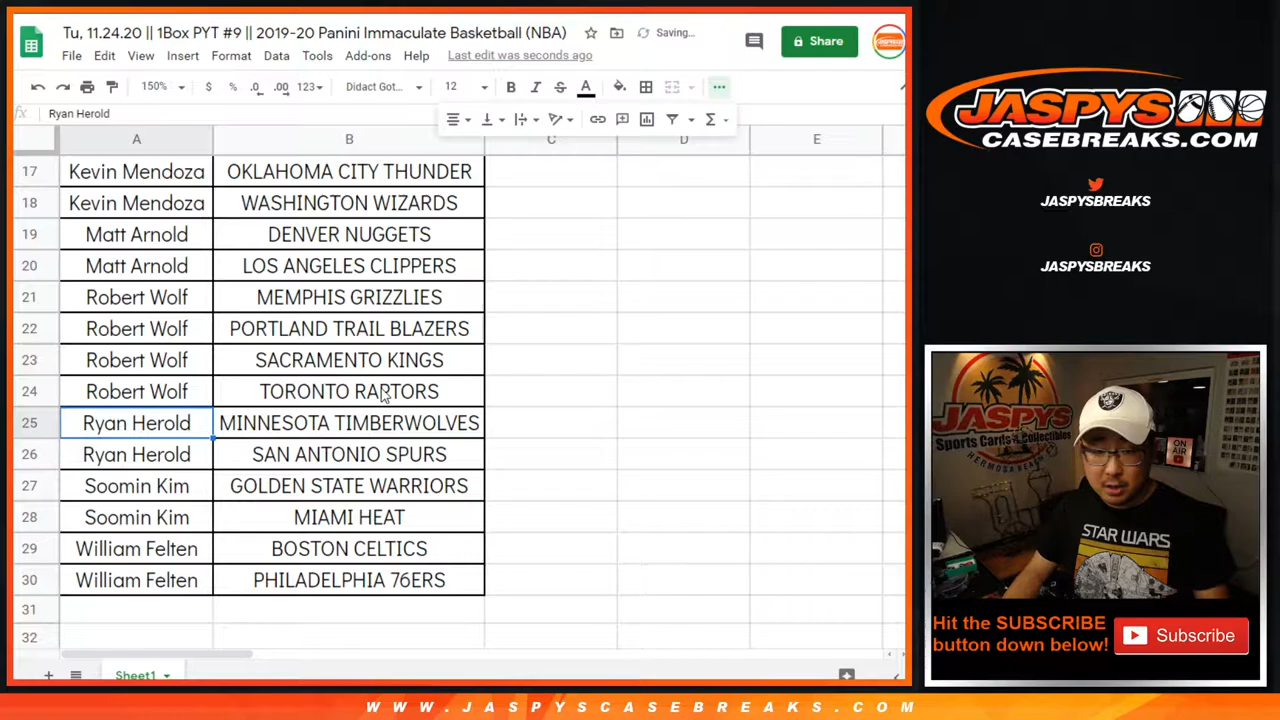 Tu, 11.24.20 || 1Box PYT #9 || 2019-20 Panini Immaculate Basketball (NBA)
Saving...
Share
File Edit View Insert Format Data Tools Add-ons Help Last edit was seconds ago
150% $ % .0 .00 123 Didact Got... 12 B I S A
fx Ryan Herold
A B C D E
17 Kevin Mendoza OKLAHOMA CITY THUNDER
18 Kevin Mendoza WASHINGTON WIZARDS
19 Matt Arnold DENVER NUGGETS
20 Matt Arnold LOS ANGELES CLIPPERS
21 Robert Wolf MEMPHIS GRIZZLIES
22 Robert Wolf PORTLAND TRAIL BLAZERS
23 Robert Wolf SACRAMENTO KINGS
24 Robert Wolf TORONTO RAPTORS
25 Ryan Herold MINNESOTA TIMBERWOLVES
26 Ryan Herold SAN ANTONIO SPURS
27 Soomin Kim GOLDEN STATE WARRIORS
28 Soomin Kim MIAMI HEAT
29 William Felten BOSTON CELTICS
30 William Felten PHILADELPHIA 76ERS
31
32
Sheet1
JASPYS
CASEBREAKS.COM
JASPYSBREAKS
JASPYSBREAKS
JASPYS
Sports Cards & Collectibles
HERMOSA BEACH
ON AIR
STAR WARS
Hit the SUBSCRIBE
button down below!
Subscribe
WWW.JASPYSCASEBREAKS.COM